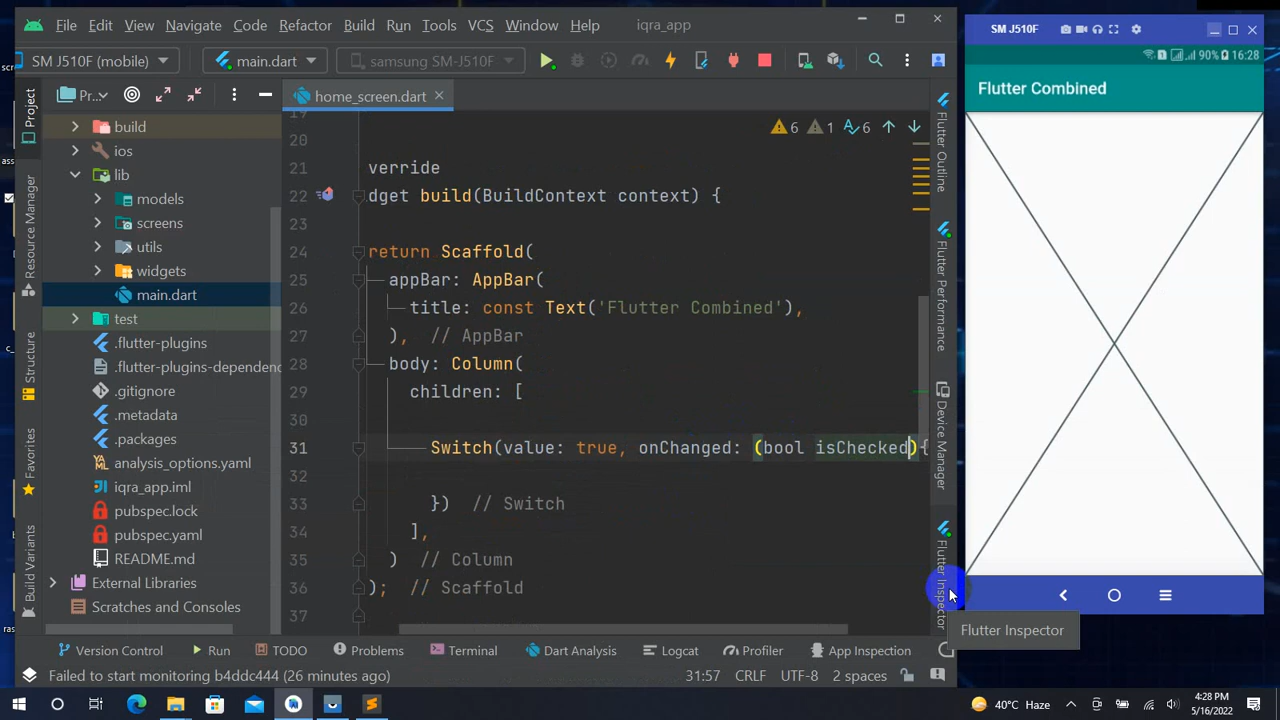 File Edit View Navigate Code Refactor Build Run Tools VCS Window Help iqra_app
SM J510F (mobile) main.dart samsung SM-J510F
Project
Resource Manager
Structure
Favorites
Build Variants
Pr...
build
ios
lib
models
screens
utils
widgets
main.dart
test
.flutter-plugins
.flutter-plugins-dependenc
.gitignore
.metadata
.packages
analysis_options.yaml
iqra_app.iml
pubspec.lock
pubspec.yaml
README.md
External Libraries
Scratches and Consoles
home_screen.dart
6 1 6
19
20
21 verride
22 dget build(BuildContext context) {
23
24 return Scaffold(
25 appBar: AppBar(
26 title: const Text('Flutter Combined'),
27 ), // AppBar
28 body: Column(
29 children: [
30
31 Switch(value: true, onChanged: (bool isChecked){
32
33 }) // Switch
34 ],
35 ) // Column
36 ); // Scaffold
37
Flutter Outline
Flutter Performance
Device Manager
Flutter Inspector
Version Control Run TODO Problems Terminal Dart Analysis Logcat Profiler App Inspection
Failed to start monitoring b4ddc444 (26 minutes ago) 31:57 CRLF UTF-8 2 spaces
SM J510F
90% 16:28
Flutter Combined
Flutter Inspector
40°C Haze
4:28 PM
5/16/2022